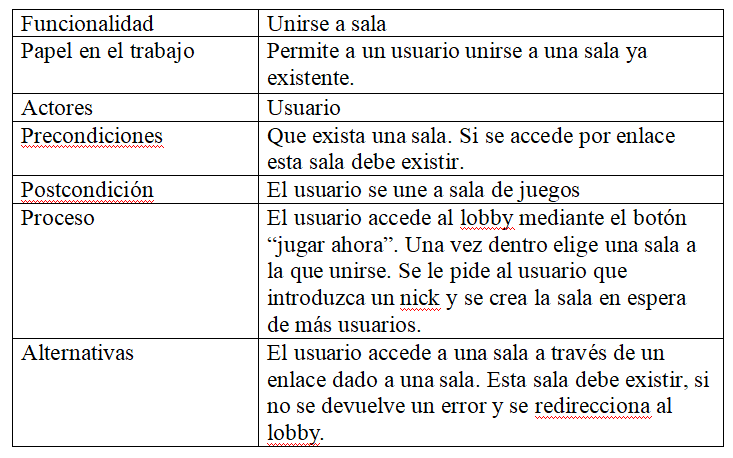 Funcionalidad Unirse a sala
Papel en el trabajo Permite a un usuario unirse a una sala ya
existente.
Actores Usuario
Precondiciones Que exista una sala. Si se accede por enlace
esta sala debe existir.
Postcondición El usuario se une a sala de juegos
Proceso El usuario accede al lobby mediante el botón
“jugar ahora”. Una vez dentro elige una sala a
la que unirse. Se le pide al usuario que
introduzca un nick y se crea la sala en espera
de más usuarios.
Alternativas El usuario accede a una sala a través de un
enlace dado a una sala. Esta sala debe existir, si
no se devuelve un error y se redirecciona al
lobby.